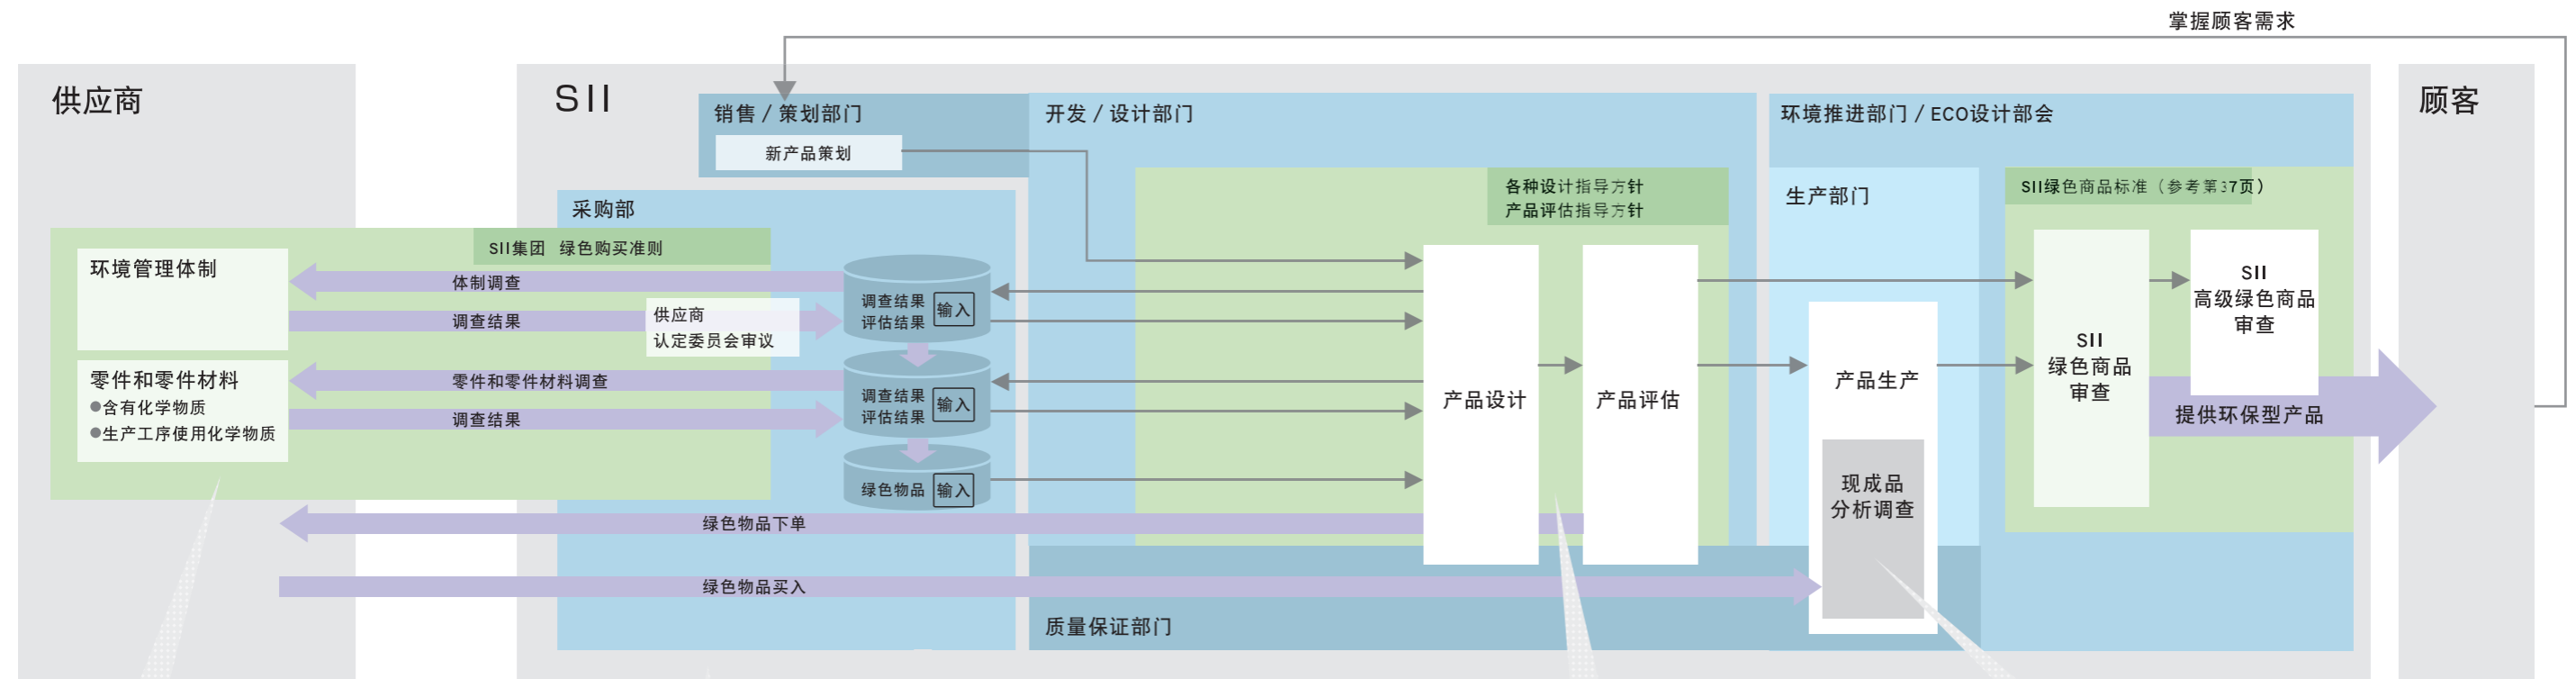 掌握顾客需求
供应商
SII
顾客
销售 / 策划部门
新产品策划
开发 / 设计部门
环境推进部门 / ECO设计部会
各种设计指导方针
产品评估指导方针
生产部门
SII绿色商品标准（参考第37页）
采购部
SII集团 绿色购买准则
环境管理体制
体制调查
调查结果
供应商
认定委员会审议
调查结果
评估结果
输入
零件和零件材料
●含有化学物质
●生产工序使用化学物质
零件和零件材料调查
调查结果
调查结果
评估结果
输入
绿色物品
输入
产品设计
产品评估
产品生产
现成品
分析调查
SII
绿色商品
审查
SII
高级绿色商品
审查
提供环保型产品
绿色物品下单
绿色物品买入
质量保证部门